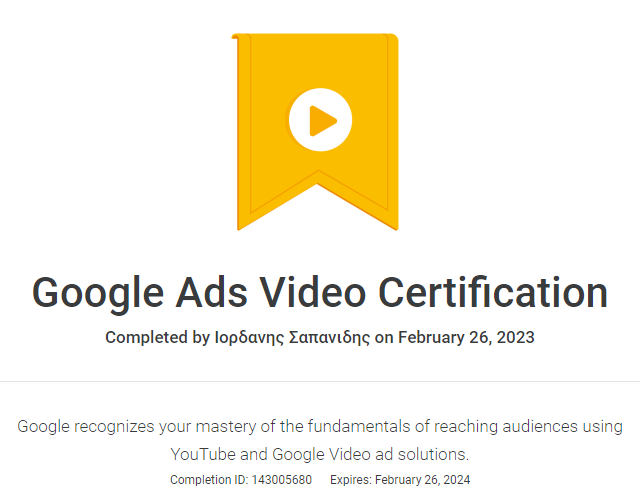 Google Ads Video Certification
Completed by Ιορδανης Σαπανιδης on February 26, 2023
Google recognizes your mastery of the fundamentals of reaching audiences using
YouTube and Google Video ad solutions.
Completion ID: 143005680 Expires: February 26, 2024